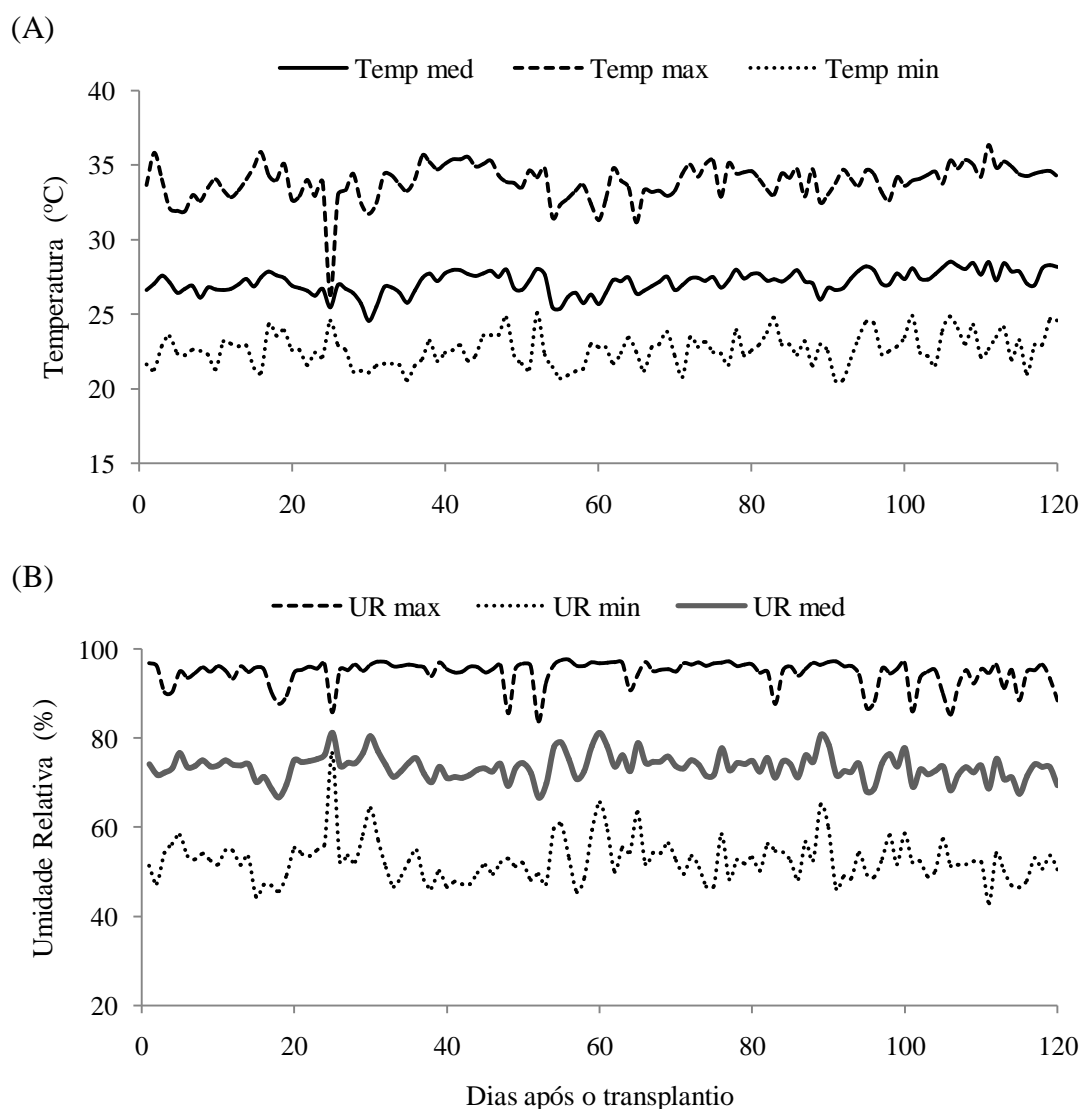 (A)
Temp med Temp max Temp min
40
35
30
25
20
15
Temperatura (ºC)
0 20 40 60 80 100 120
(B)
UR max UR min UR med
100
80
60
40
20
Umidade Relativa (%)
0 20 40 60 80 100 120
Dias após o transplantio